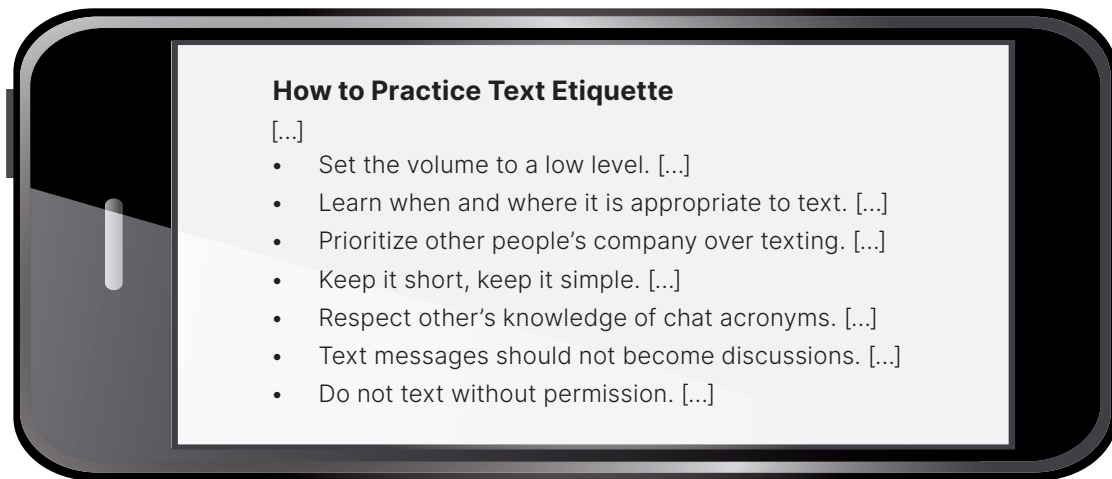 How to Practice Text Etiquette
[...]
• Set the volume to a low level. [...]
• Learn when and where it is appropriate to text. [...]
• Prioritize other people’s company over texting. [...]
• Keep it short, keep it simple. [...]
• Respect other’s knowledge of chat acronyms. [...]
• Text messages should not become discussions. [...]
• Do not text without permission. [...]